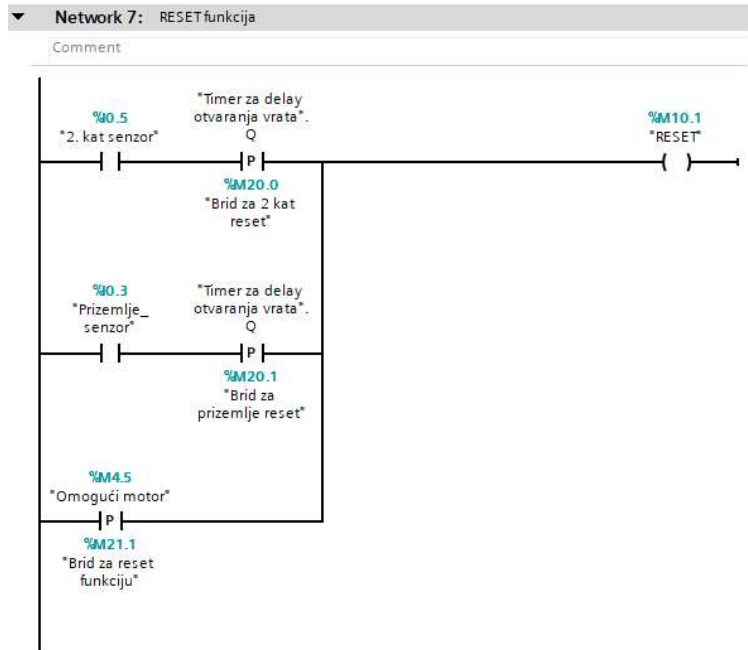 Network 7: RESET funkcija
Comment
%I0.5
"2. kat senzor"
"Timer za delay
otvaranja vrata".
Q
P
%M20.0
"Brid za 2 kat
reset"
%M10.1
"RESET"
%I0.3
"Prizemlje_
senzor"
"Timer za delay
otvaranja vrata".
Q
P
%M20.1
"Brid za
prizemlje reset"
%M4.5
"Omogući motor"
P
%M21.1
"Brid za reset
funkciju"